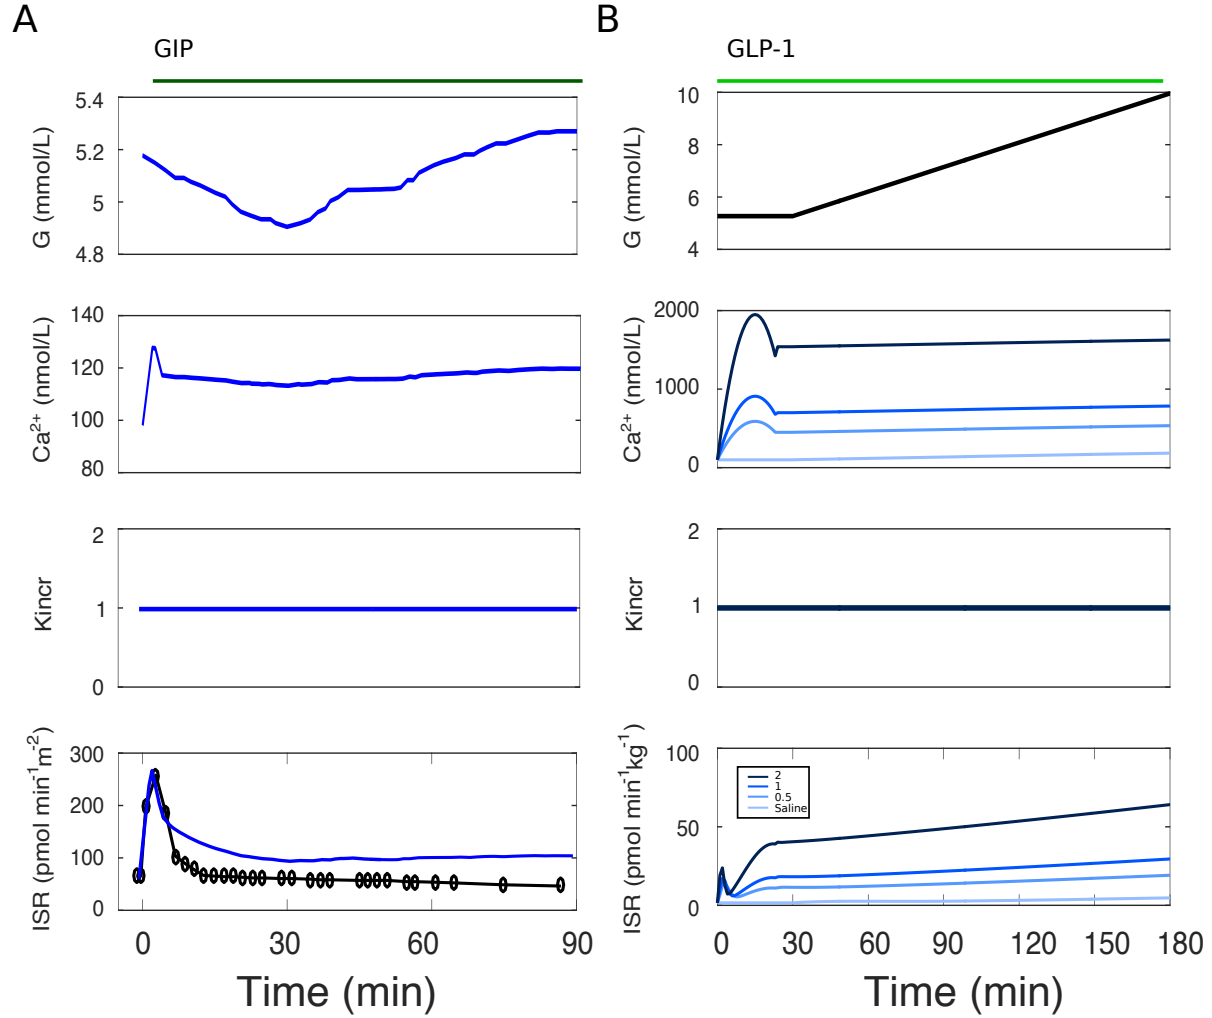 A
GIP
5.4
5.2
5
4.8
G (mmol/L)
140
120
100
80
Ca²⁺ (nmol/L)
2
1
0
Kincr
300
200
100
0
ISR (pmol min⁻¹m⁻²)
0 30 60 90
Time (min)
B
GLP-1
10
8
6
4
G (mmol/L)
2000
1000
0
Ca²⁺ (nmol/L)
2
1
0
Kincr
100
50
0
ISR (pmol min⁻¹kg⁻¹)
2
1
0.5
Saline
0 30 60 90 120 150 180
Time (min)